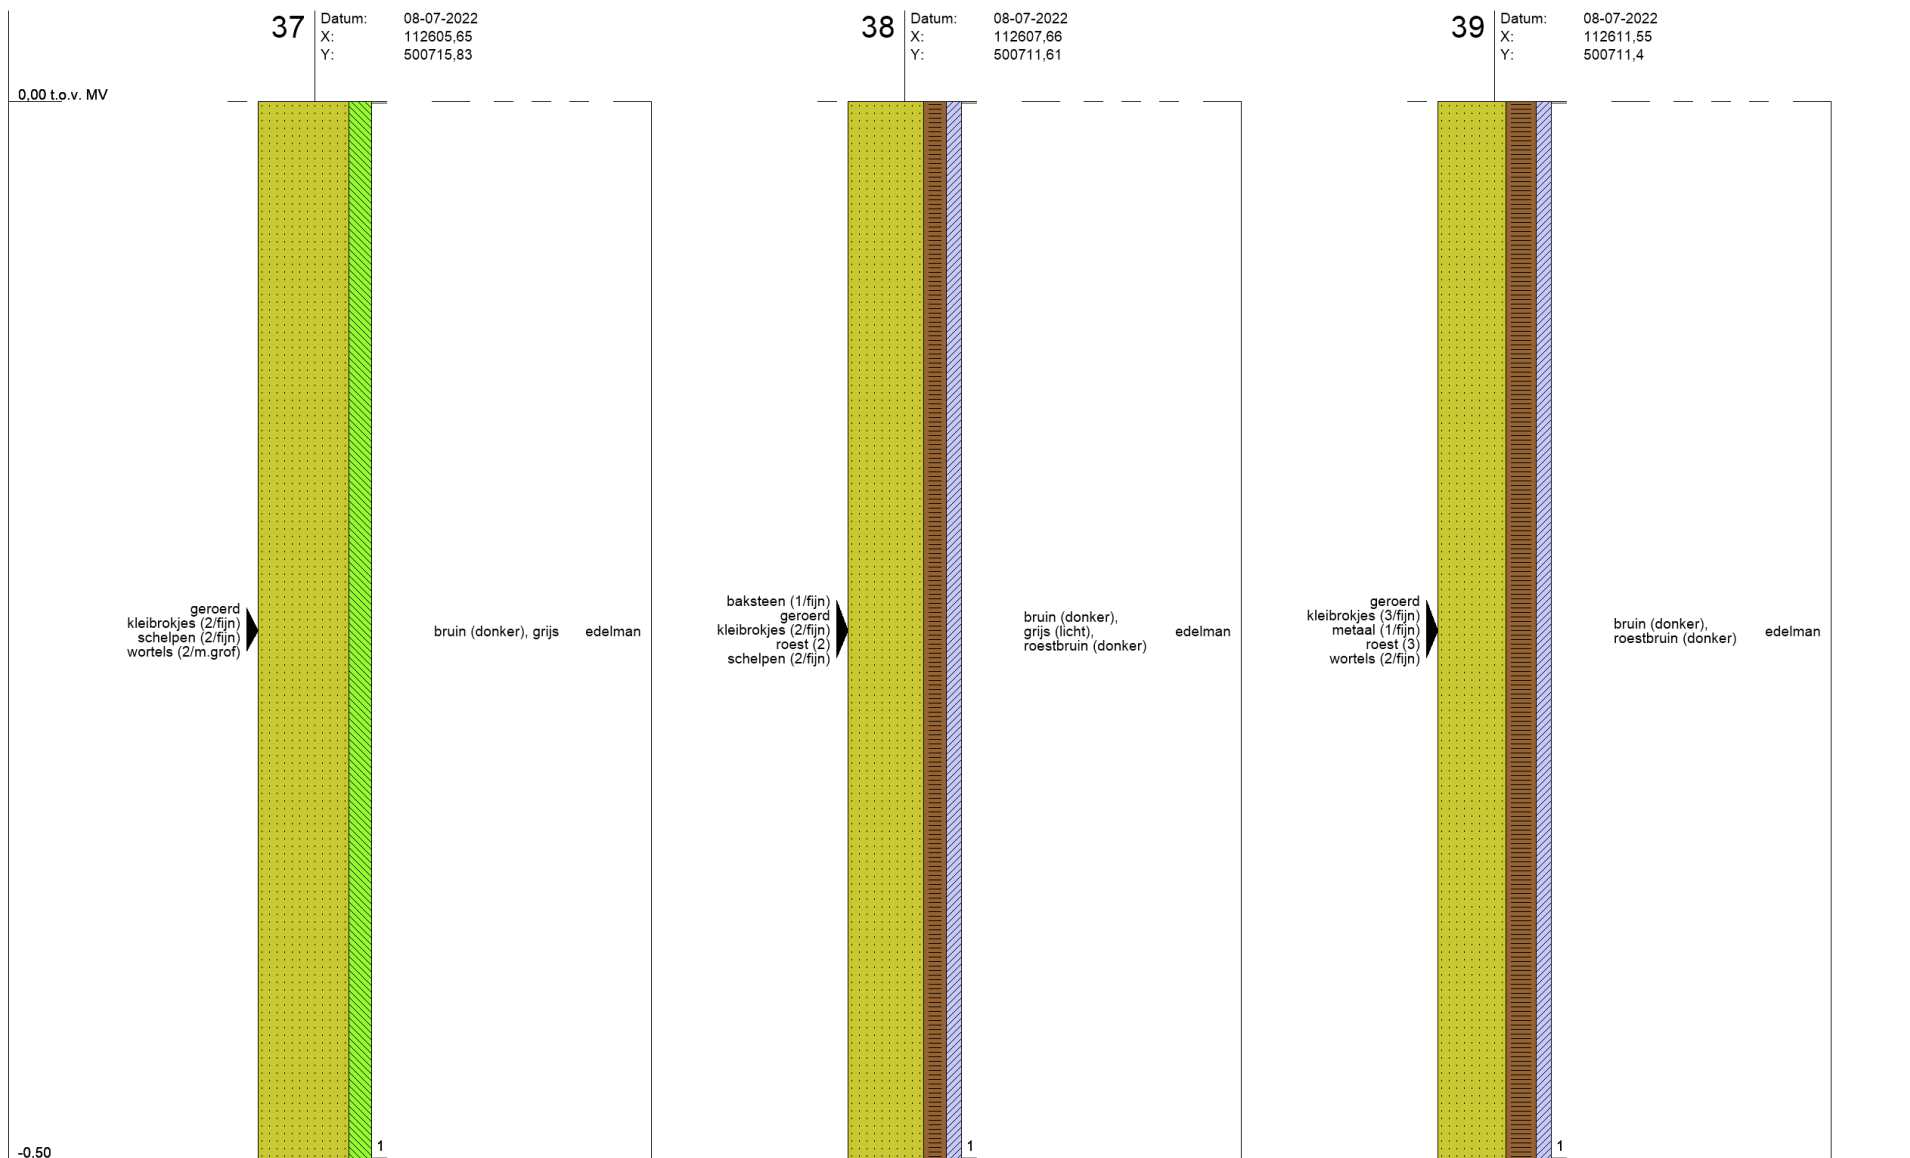 37
Datum: 08-07-2022
X: 112605,65
Y: 500715,83
38
Datum: 08-07-2022
X: 112607,66
Y: 500711,61
39
Datum: 08-07-2022
X: 112611,55
Y: 500711,4
0,00 t.o.v. MV
geroerd
kleibrokjes (2/fijn)
schelpen (2/fijn)
wortels (2/m.grof)
bruin (donker), grijs
edelman
baksteen (1/fijn)
geroerd
kleibrokjes (2/fijn)
roest (2)
schelpen (2/fijn)
bruin (donker),
grijs (licht),
roestbruin (donker)
edelman
geroerd
kleibrokjes (3/fijn)
metaal (1/fijn)
roest (3)
wortels (2/fijn)
bruin (donker),
roestbruin (donker)
edelman
-0.50
1
1
1